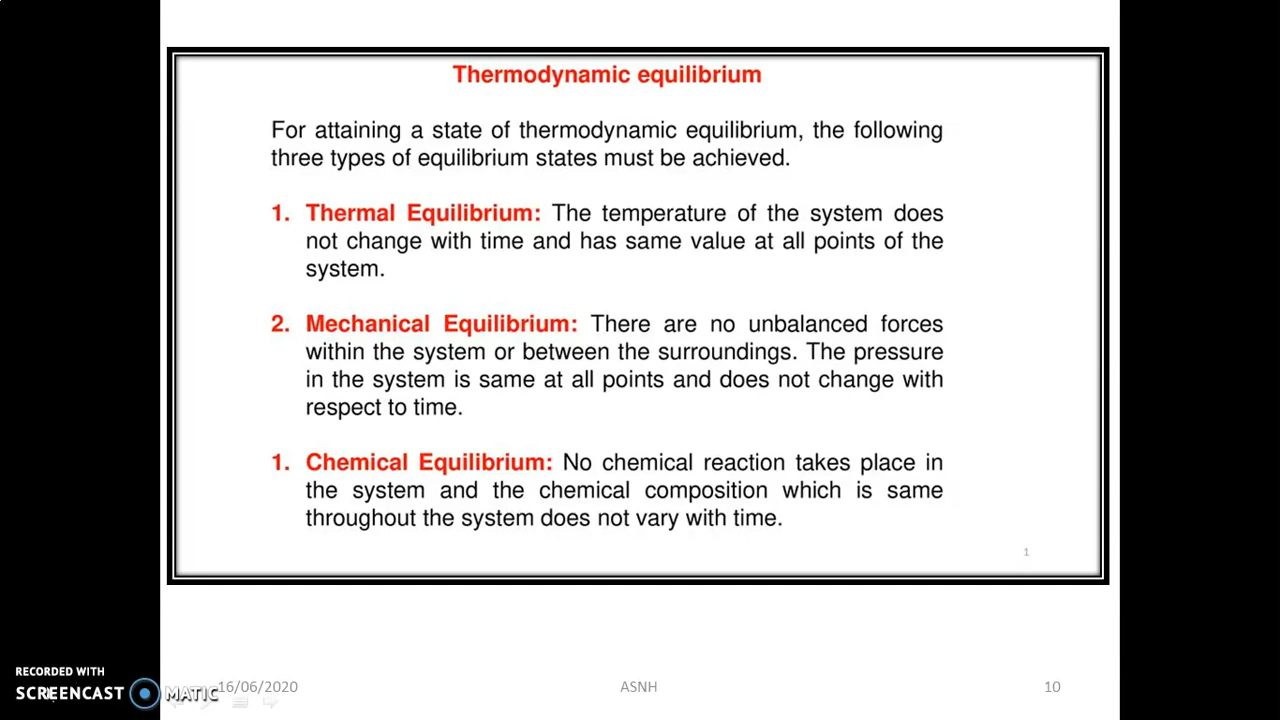 Thermodynamic equilibrium
For attaining a state of thermodynamic equilibrium, the following
three types of equilibrium states must be achieved.
1. Thermal Equilibrium: The temperature of the system does
not change with time and has same value at all points of the
system.
2. Mechanical Equilibrium: There are no unbalanced forces
within the system or between the surroundings. The pressure
in the system is same at all points and does not change with
respect to time.
1. Chemical Equilibrium: No chemical reaction takes place in
the system and the chemical composition which is same
throughout the system does not vary with time.
1
RECORDED WITH
SCREENCAST MATIC
16/06/2020
ASNH
10